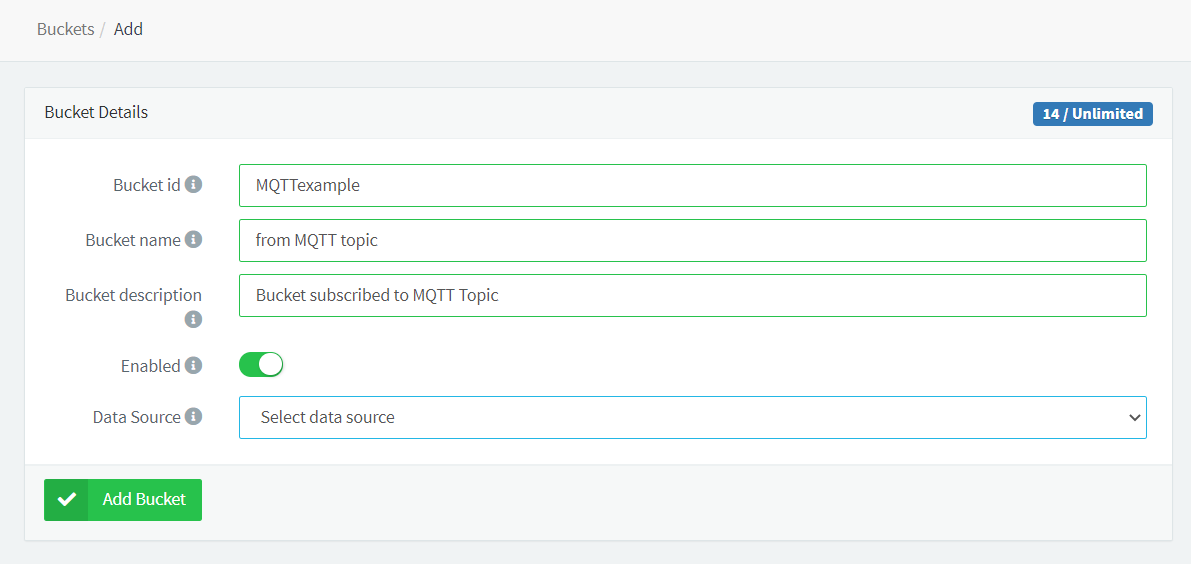 Buckets / Add
Bucket Details
14 / Unlimited
Bucket id
MQTTexample
Bucket name
from MQTT topic
Bucket description
Bucket subscribed to MQTT Topic
Enabled
Data Source
Select data source
Add Bucket